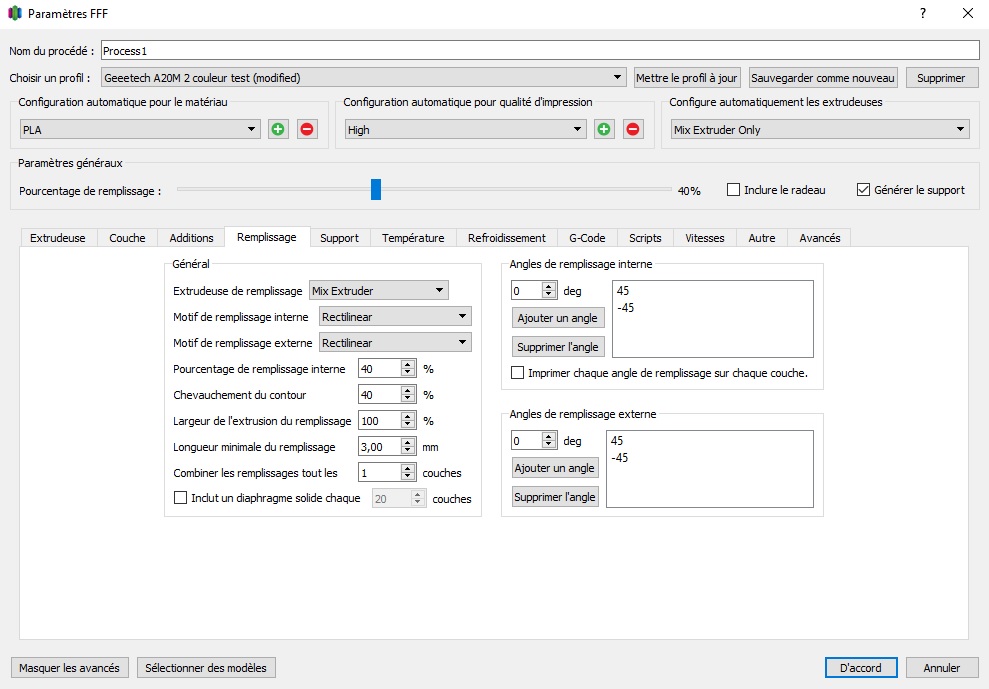 Paramètres FFF
?
Nom du procédé : Process1
Choisir un profil : Geeetech A20M 2 couleur test (modified) Mettre le profil à jour Sauvegarder comme nouveau Supprimer
Configuration automatique pour le matériau
PLA
Configuration automatique pour qualité d'impression
High
Configure automatiquement les extrudeuses
Mix Extruder Only
Paramètres généraux
Pourcentage de remplissage : 40% Inclure le radeau Générer le support
Extrudeuse Couche Additions Remplissage Support Température Refroidissement G-Code Scripts Vitesses Autre Avancés
Général
Extrudeuse de remplissage Mix Extruder
Motif de remplissage interne Rectilinear
Motif de remplissage externe Rectilinear
Pourcentage de remplissage interne 40 %
Chevauchement du contour 40 %
Largeur de l'extrusion du remplissage 100 %
Longueur minimale du remplissage 3,00 mm
Combiner les remplissages tout les 1 couches
Inclut un diaphragme solide chaque 20 couches
Angles de remplissage interne
0 deg
Ajouter un angle
Supprimer l'angle
45
-45
Imprimer chaque angle de remplissage sur chaque couche.
Angles de remplissage externe
0 deg
Ajouter un angle
Supprimer l'angle
45
-45
Masquer les avancés Sélectionner des modèles D'accord Annuler